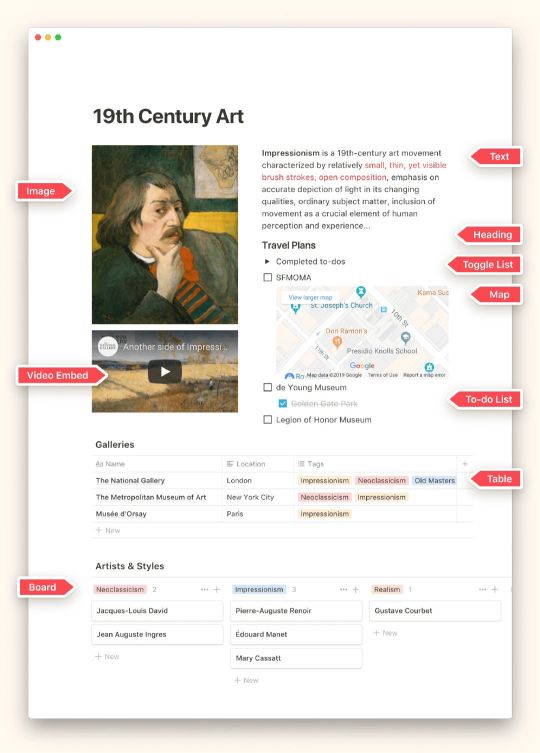 19th Century Art
Image
Impressionism is a 19th-century art movement
characterized by relatively small, thin, yet visible
brush strokes, open composition, emphasis on
accurate depiction of light in its changing
qualities, ordinary subject matter, inclusion of
movement as a crucial element of human
perception and experience...
Text
Travel Plans
Heading
Completed to-dos
Toggle List
SFMOMA
Map
View larger map
Kama Sus
St. Joseph's Church
10th St
Don Ramon's
11th St
Presidio Knolls School
Google
Ro
Map data ©2019 Google Terms of Use Report a map error
Another side of Impressi...
Video Embed
de Young Museum
Golden Gate Park
To-do List
Legion of Honor Museum
Galleries
Name Location Tags
The National Gallery London Impressionism Neoclassicism Old Masters
Table
The Metropolitan Museum of Art New York City Neoclassicism Impressionism
Musée d'Orsay Paris Impressionism
+ New
Artists & Styles
Board
Neoclassicism 2 ... + Impressionism 3 ... + Realism 1 ... +
Jacques-Louis David Pierre-Auguste Renoir Gustave Courbet
Jean Auguste Ingres Édouard Manet + New
+ New Mary Cassatt
+ New